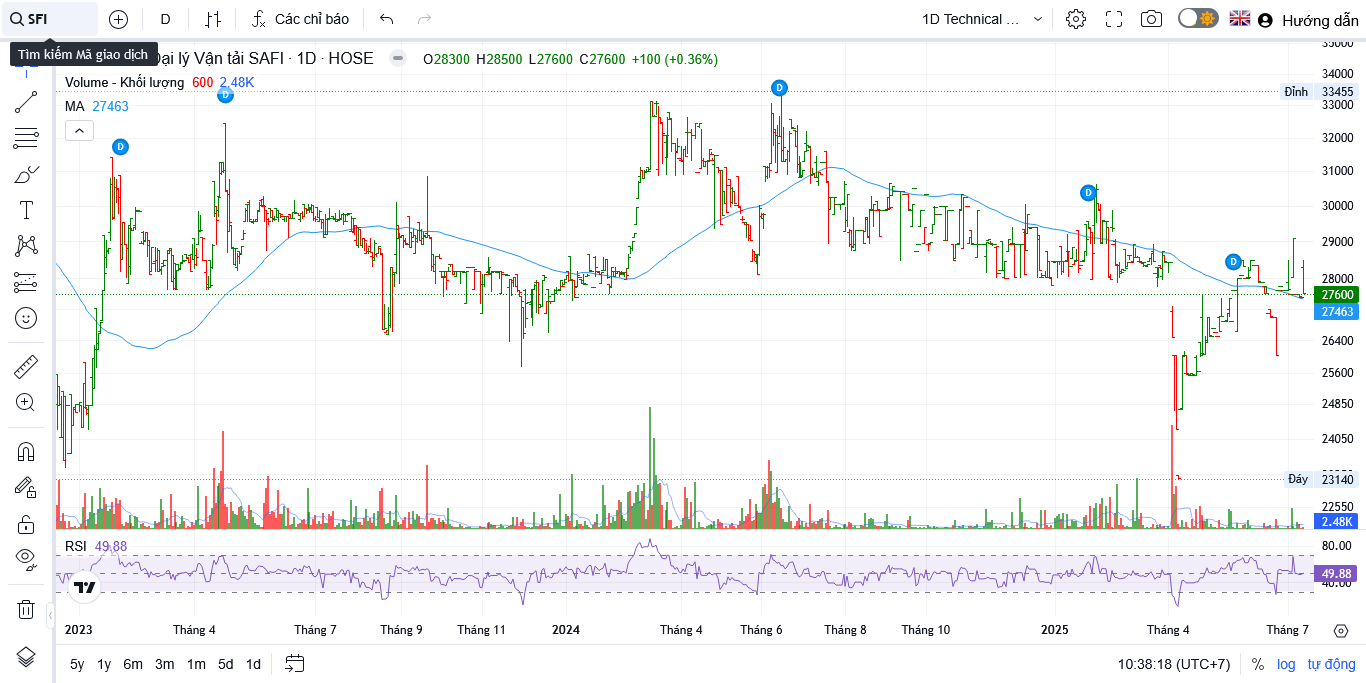 SFI
D
Các chỉ báo
1D Technical ...
Hướng dẫn
Tìm kiếm Mã giao dịch
Đại lý Vận tải SAFI · 1D · HOSE
O28300 H28500 L27600 C27600 +100 (+0.36%)
Volume - Khối lượng 600 2.48K
MA 27463
D
D
D
D
D
35000
34000
Đỉnh 33455
33000
32000
31000
30000
29000
28000
27600
27463
26400
25600
24850
24050
Đáy 23140
22550
2.48K
RSI 49.88
80.00
49.88
40.00
2023 Tháng 4 Tháng 7 Tháng 9 Tháng 11 2024 Tháng 4 Tháng 6 Tháng 8 Tháng 10 2025 Tháng 4 Tháng 7
5y 1y 6m 3m 1m 5d 1d
10:38:18 (UTC+7) % log tự động